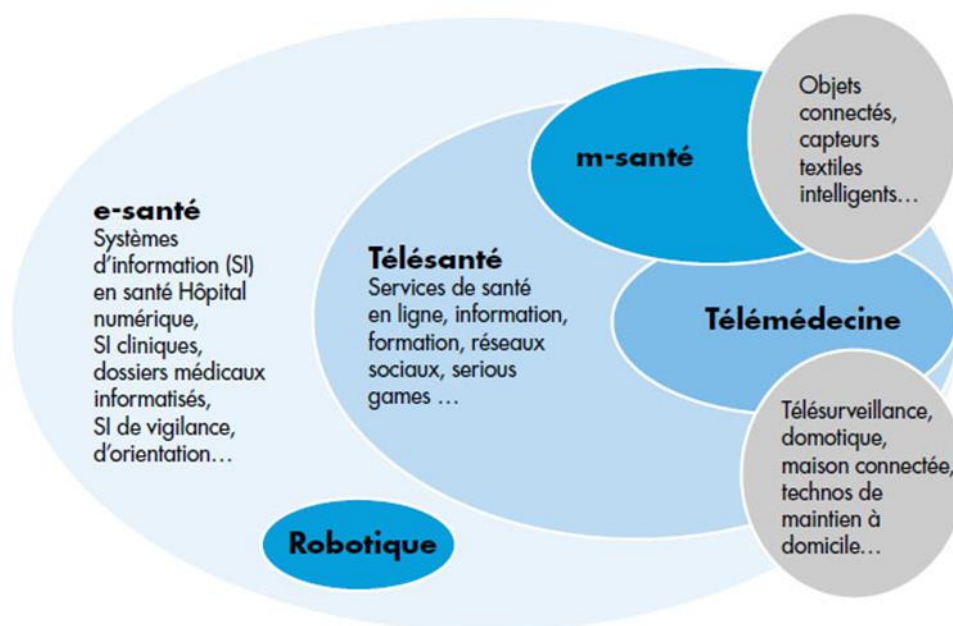 e-santé
Systèmes
d'information (SI)
en santé Hôpital
numérique,
SI cliniques,
dossiers médicaux
informatisés,
SI de vigilance,
d'orientation...
Télésanté
Services de santé
en ligne, information,
formation, réseaux
sociaux, serious
games ...
m-santé
Objets
connectés,
capteurs
textiles
intelligents...
Télémédecine
Télésurveillance,
domotique,
maison connectée,
technos de
maintien à
domicile...
Robotique